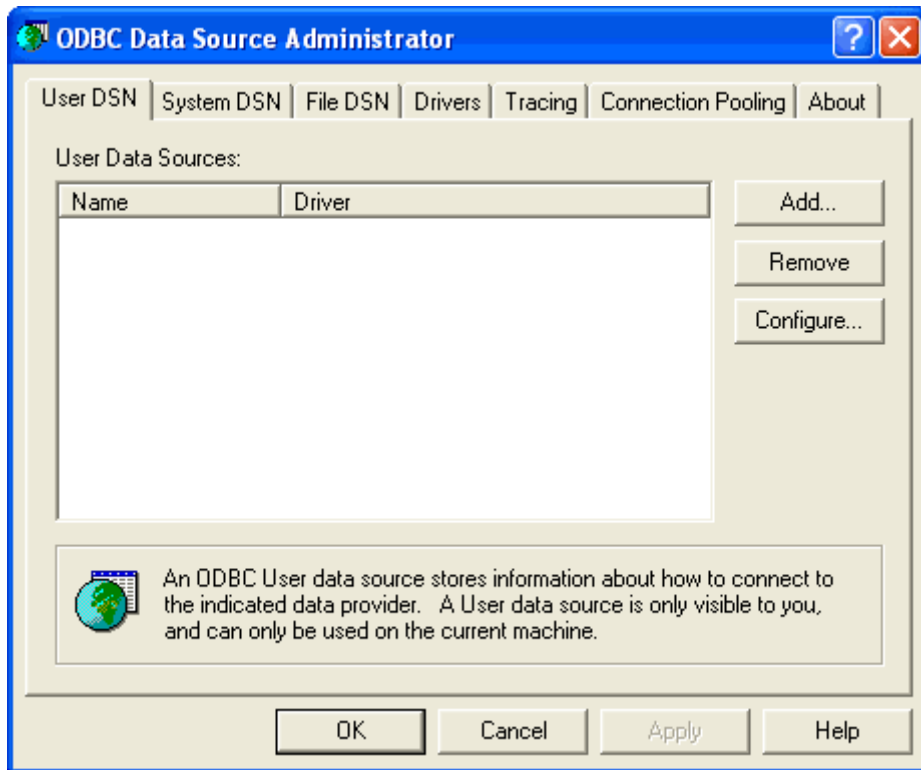 ODBC Data Source Administrator
User DSN System DSN File DSN Drivers Tracing Connection Pooling About
User Data Sources:
Name Driver
Add...
Remove
Configure...
An ODBC User data source stores information about how to connect to
the indicated data provider. A User data source is only visible to you,
and can only be used on the current machine.
OK Cancel Apply Help